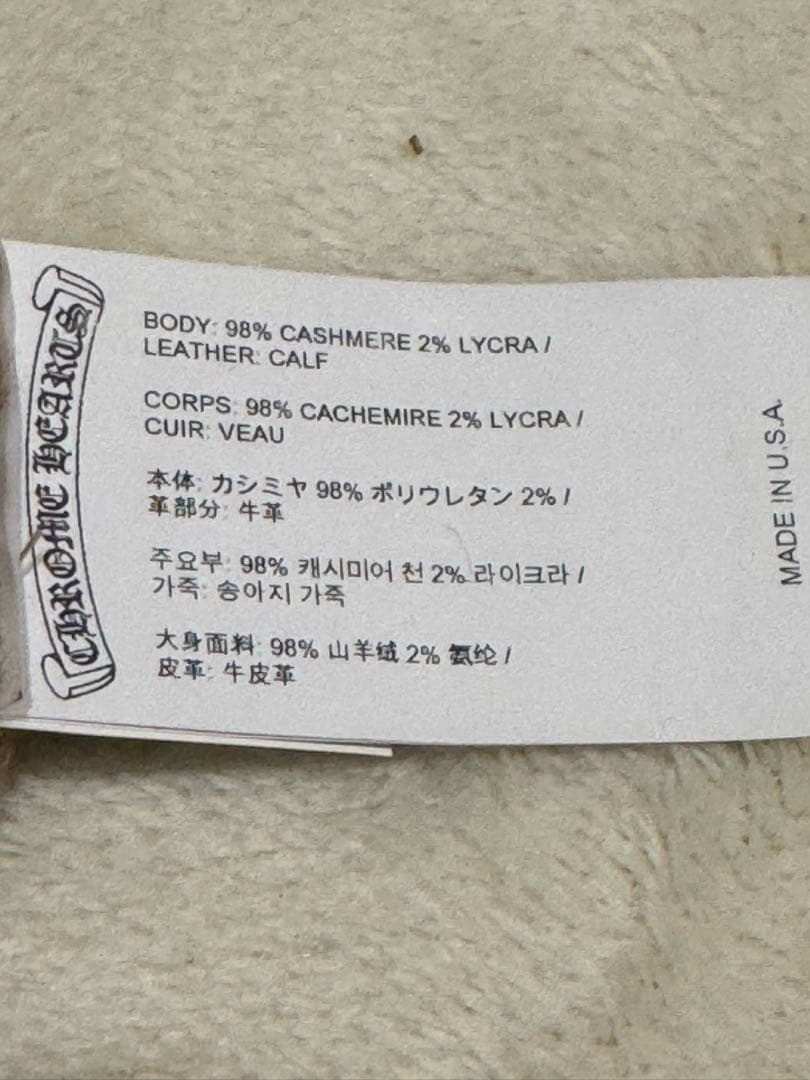 CHROME HEARTS
BODY: 98% CASHMERE 2% LYCRA /
LEATHER: CALF
CORPS: 98% CACHEMIRE 2% LYCRA /
CUIR: VEAU
本体: カシミヤ 98% ポリウレタン 2% /
革部分: 牛革
주요부: 98% 캐시미어 천 2% 라이크라 /
가죽: 송아지 가죽
大身面料: 98% 山羊绒 2% 氨纶 /
皮革: 牛皮革
MADE IN U.S.A.